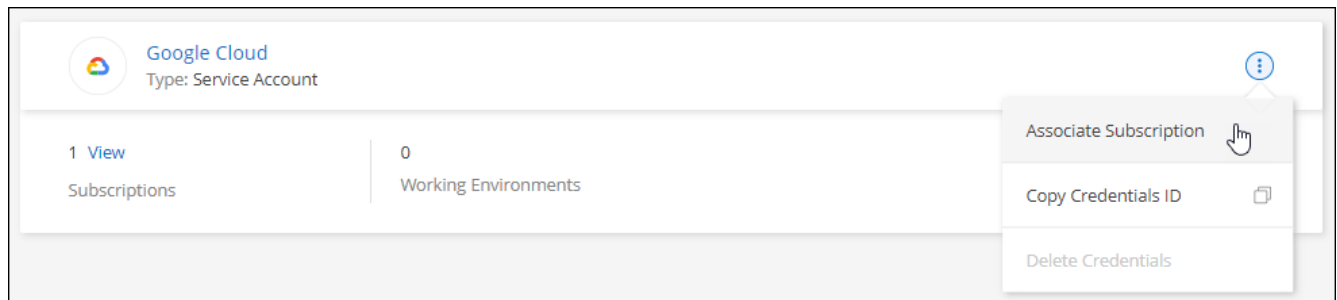 Google Cloud
Type: Service Account
1 View
Subscriptions
0
Working Environments
Associate Subscription
Copy Credentials ID
Delete Credentials